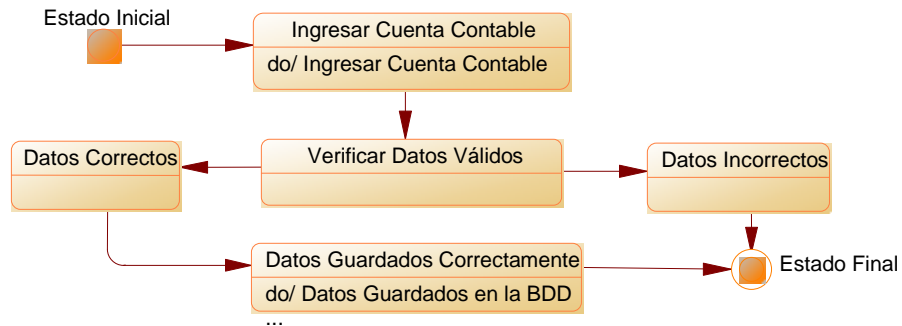 Estado Inicial
Ingresar Cuenta Contable
do/ Ingresar Cuenta Contable
Datos Correctos
Verificar Datos Válidos
Datos Incorrectos
Datos Guardados Correctamente
do/ Datos Guardados en la BDD
...
Estado Final